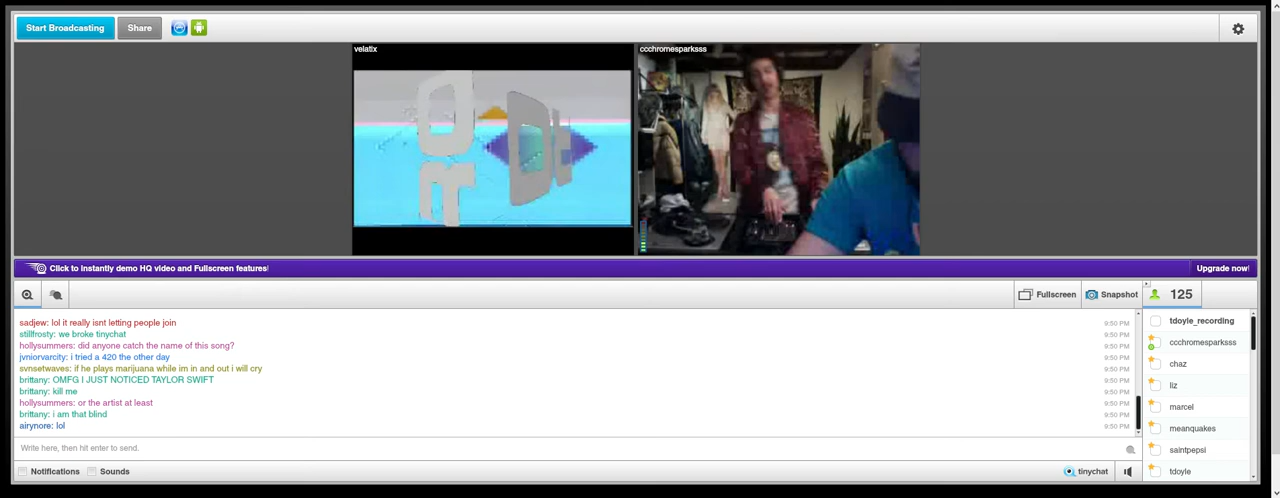 Start Broadcasting
Share
velatix
ccchromesparksss
Click to instantly demo HQ video and Fullscreen features!
Upgrade now!
Fullscreen
Snapshot
125
sadjew: lol it really isnt letting people join
9:50 PM
stillfrosty: we broke tinychat
9:50 PM
hollysummers: did anyone catch the name of this song?
9:50 PM
jvniorvarcity: i tried a 420 the other day
9:50 PM
svnsetwaves: if he plays marijuana while im in and out i will cry
9:50 PM
brittany: OMFG I JUST NOTICED TAYLOR SWIFT
9:50 PM
brittany: kill me
9:50 PM
hollysummers: or the artist at least
9:50 PM
brittany: i am that blind
9:50 PM
airynore: lol
9:50 PM
tdoyle_recording
ccchromesparksss
chaz
liz
marcel
meanquakes
saintpepsi
tdoyle
Write here, then hit enter to send.
Notifications
Sounds
tinychat